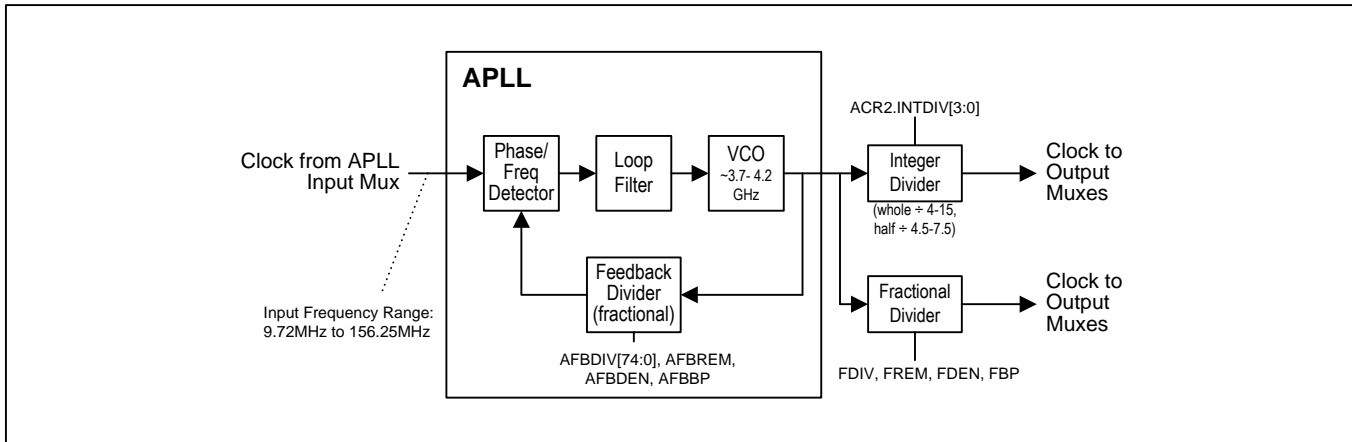 APLL
ACR2.INTDIV[3:0]
Clock from APLL
Input Mux
Phase/
Freq
Detector
Loop
Filter
VCO
~3.7- 4.2
GHz
Integer
Divider
(whole ÷ 4-15,
half ÷ 4.5-7.5)
Clock to
Output
Muxes
Feedback
Divider
(fractional)
Fractional
Divider
Clock to
Output
Muxes
Input Frequency Range:
9.72MHz to 156.25MHz
AFBDIV[74:0], AFBREM,
AFBDEN, AFBBP
FDIV, FREM, FDEN, FBP